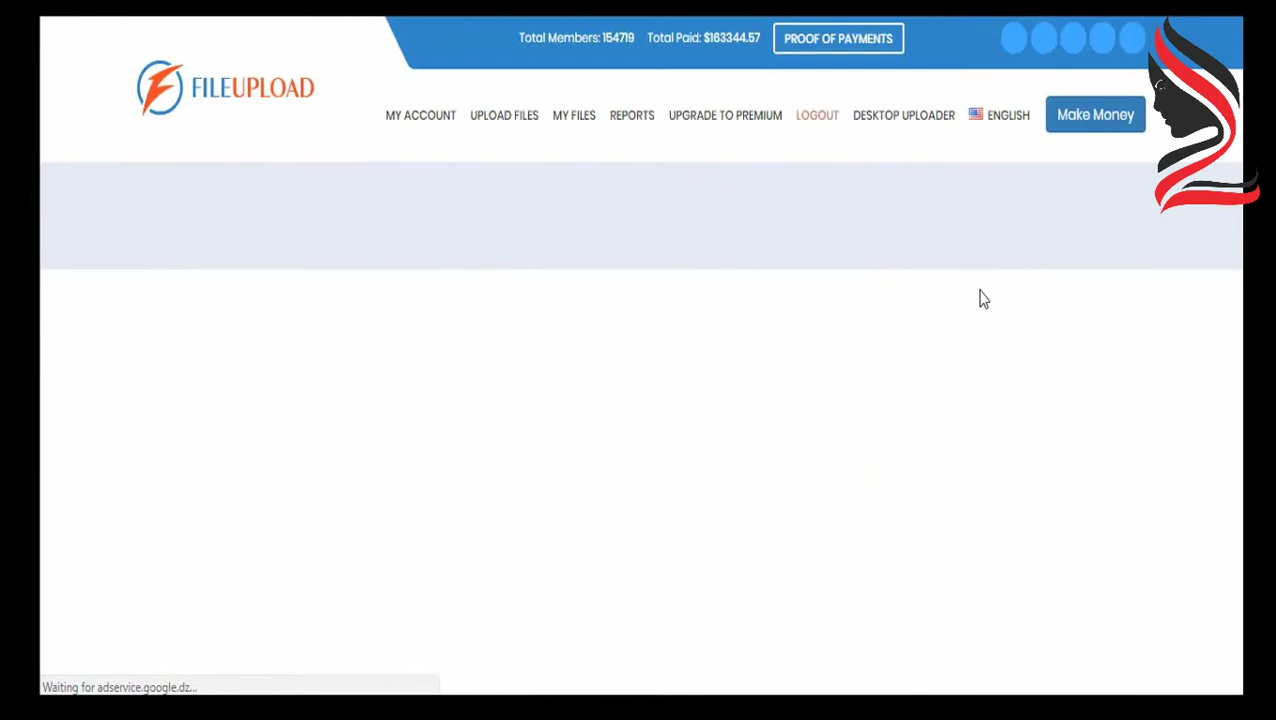 Total Members: 154719 Total Paid: $163344.57 PROOF OF PAYMENTS
FILEUPLOAD
MY ACCOUNT UPLOAD FILES MY FILES REPORTS UPGRADE TO PREMIUM LOGOUT DESKTOP UPLOADER ENGLISH Make Money
Waiting for adservice.google.dz...